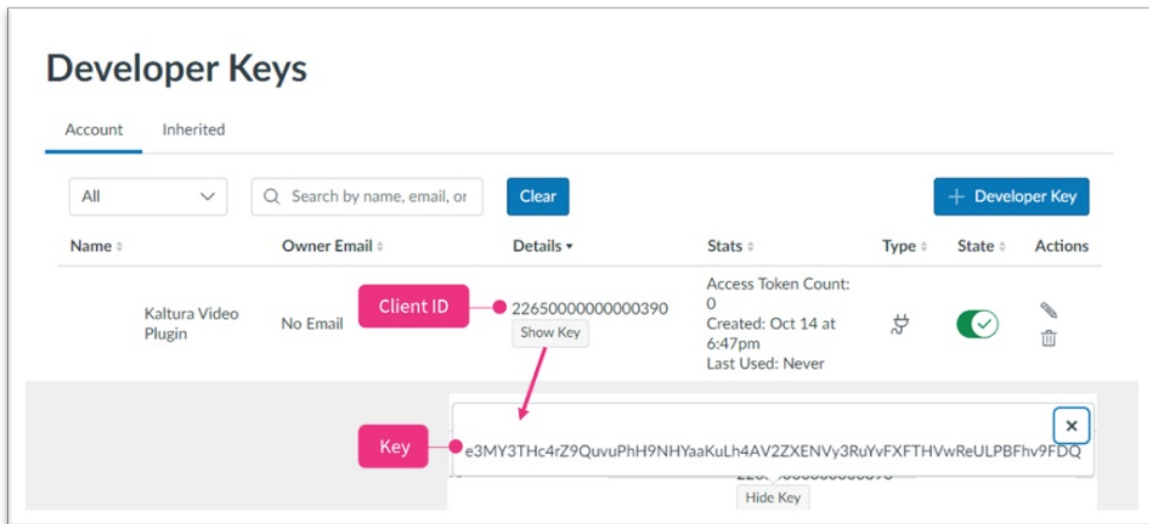 Developer Keys
Account Inherited
All Search by name, email, or Clear + Developer Key
Name Owner Email Details Stats Type State Actions
Kaltura Video
Plugin
No Email
Client ID
22650000000000390
Show Key
Access Token Count:
0
Created: Oct 14 at
6:47pm
Last Used: Never
Key
e3MY3THc4rZ9QuvuPhH9NHYaaKuLh4AV2ZXENVy3RuYvFXFTHVwReULPBFhv9FDQ
Hide Key